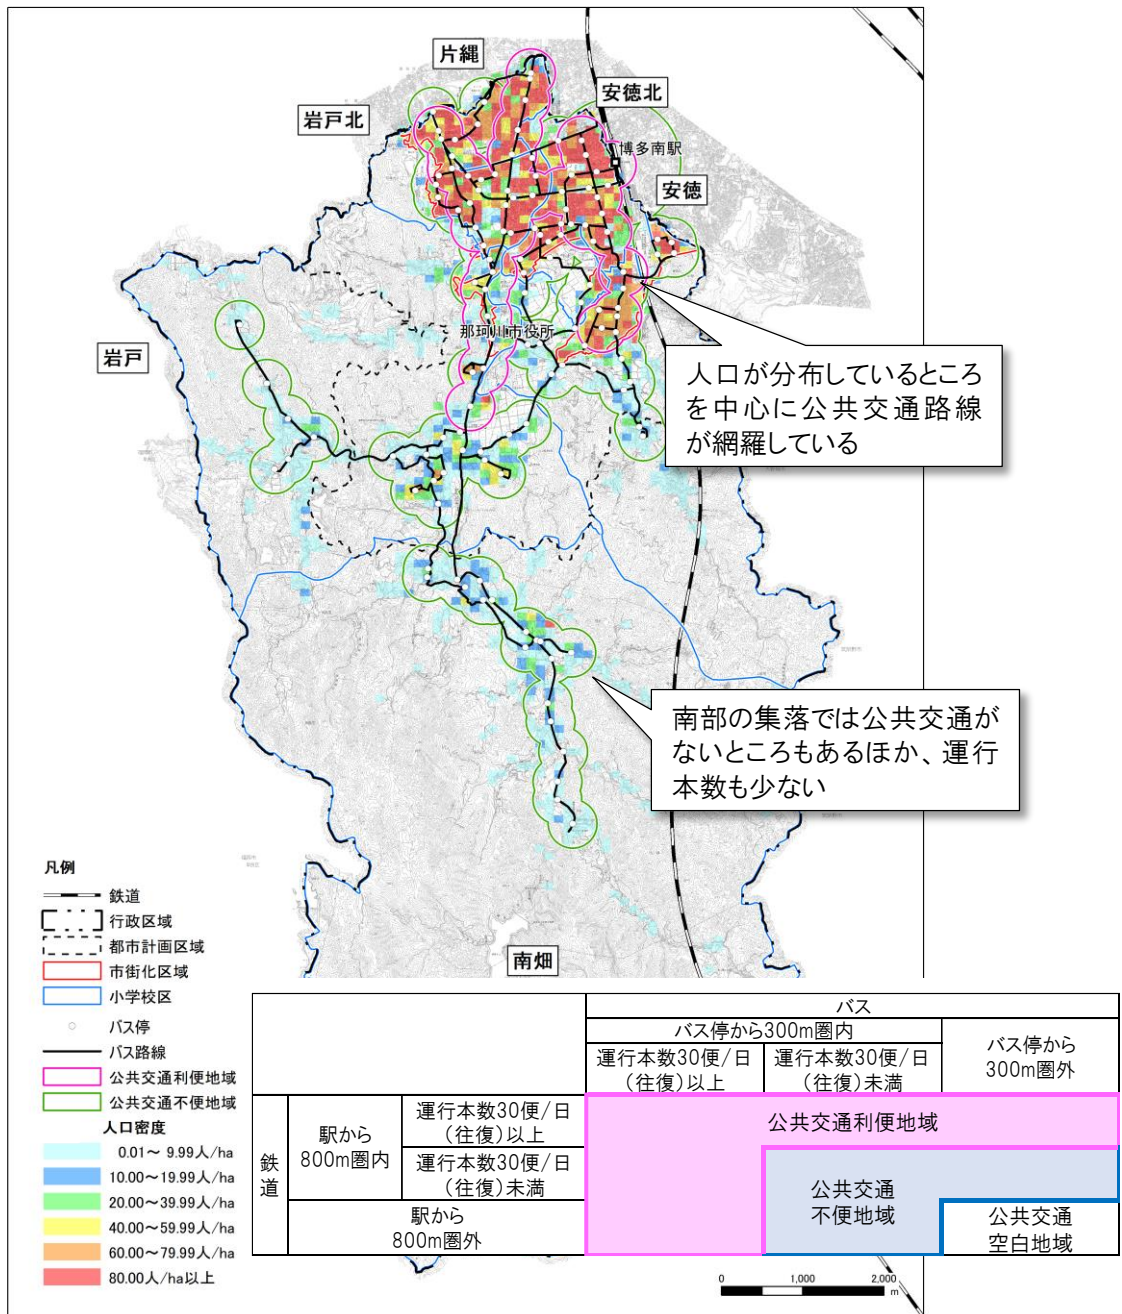 片縄
安徳北
岩戸北
博多南駅
安徳
那珂川市役所
岩戸
人口が分布しているところ
を中心に公共交通路線
が網羅している
南部の集落では公共交通が
ないところもあるほか、運行
本数も少ない
南畑
凡例
鉄道
行政区域
都市計画区域
市街化区域
小学校区
バス停
バス路線
公共交通利便地域
公共交通不便地域
人口密度
0.01～ 9.99人/ha
10.00～19.99人/ha
20.00～39.99人/ha
40.00～59.99人/ha
60.00～79.99人/ha
80.00人/ha以上
バス
バス停から300m圏内
バス停から
300m圏外
運行本数30便/日
（往復）以上
運行本数30便/日
（往復）未満
鉄道
駅から
800m圏内
運行本数30便/日
（往復）以上
運行本数30便/日
（往復）未満
駅から
800m圏外
公共交通利便地域
公共交通
不便地域
公共交通
空白地域
0 1,000 2,000
m